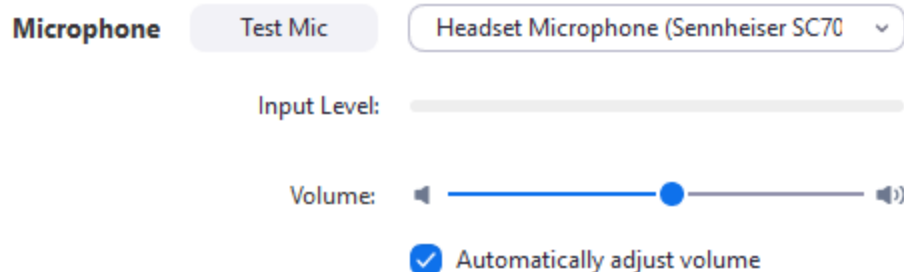 Microphone Test Mic Headset Microphone (Sennheiser SC70
Input Level:
Volume:
Automatically adjust volume